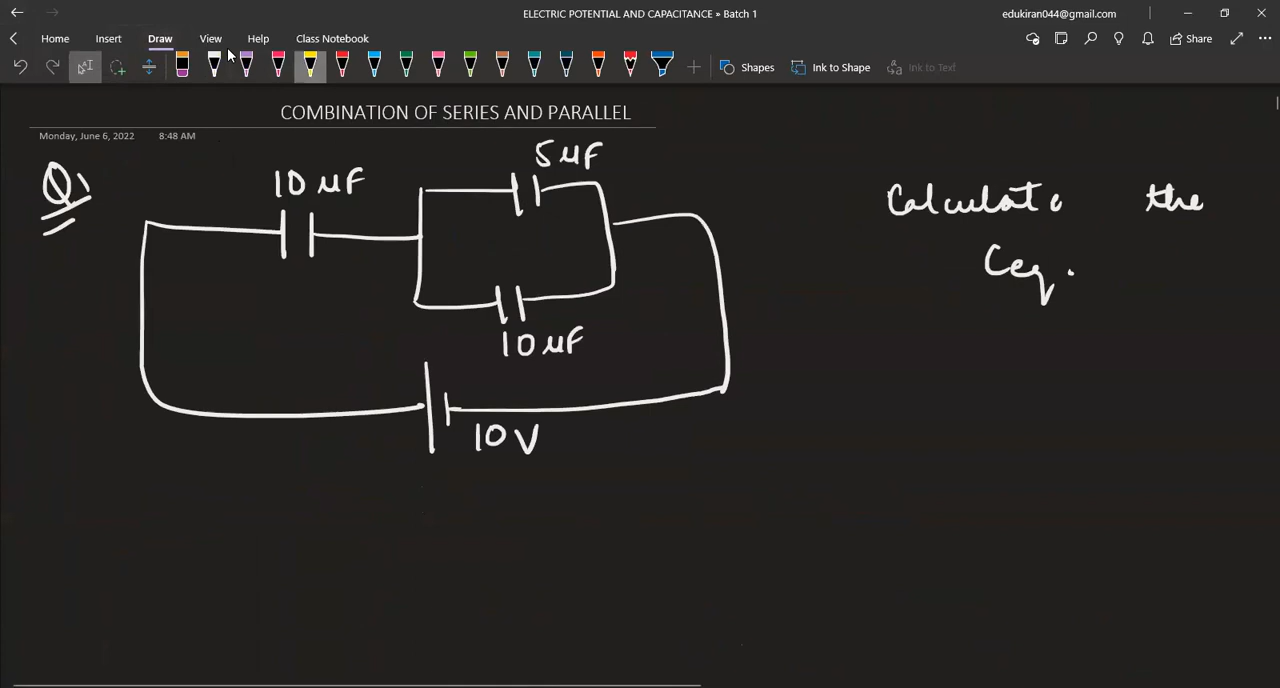 ELECTRIC POTENTIAL AND CAPACITANCE » Batch 1
edukiran044@gmail.com
Home Insert Draw View Help Class Notebook
Share
Shapes Ink to Shape Ink to Text
COMBINATION OF SERIES AND PARALLEL
Monday, June 6, 2022 8:48 AM
Q1
10 μF
5 μF
10 μF
10 V
Calculate the
Ceq.